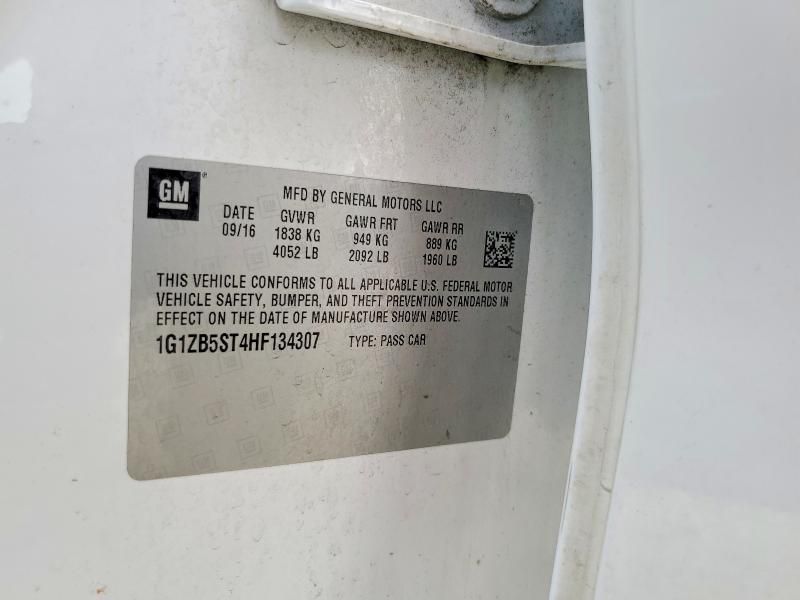 GM ®
MFD BY GENERAL MOTORS LLC
DATE GVWR GAWR FRT GAWR RR
09/16 1838 KG 949 KG 889 KG
4052 LB 2092 LB 1960 LB
THIS VEHICLE CONFORMS TO ALL APPLICABLE U.S. FEDERAL MOTOR
VEHICLE SAFETY, BUMPER, AND THEFT PREVENTION STANDARDS IN
EFFECT ON THE DATE OF MANUFACTURE SHOWN ABOVE.
1G1ZB5ST4HF134307 TYPE: PASS CAR